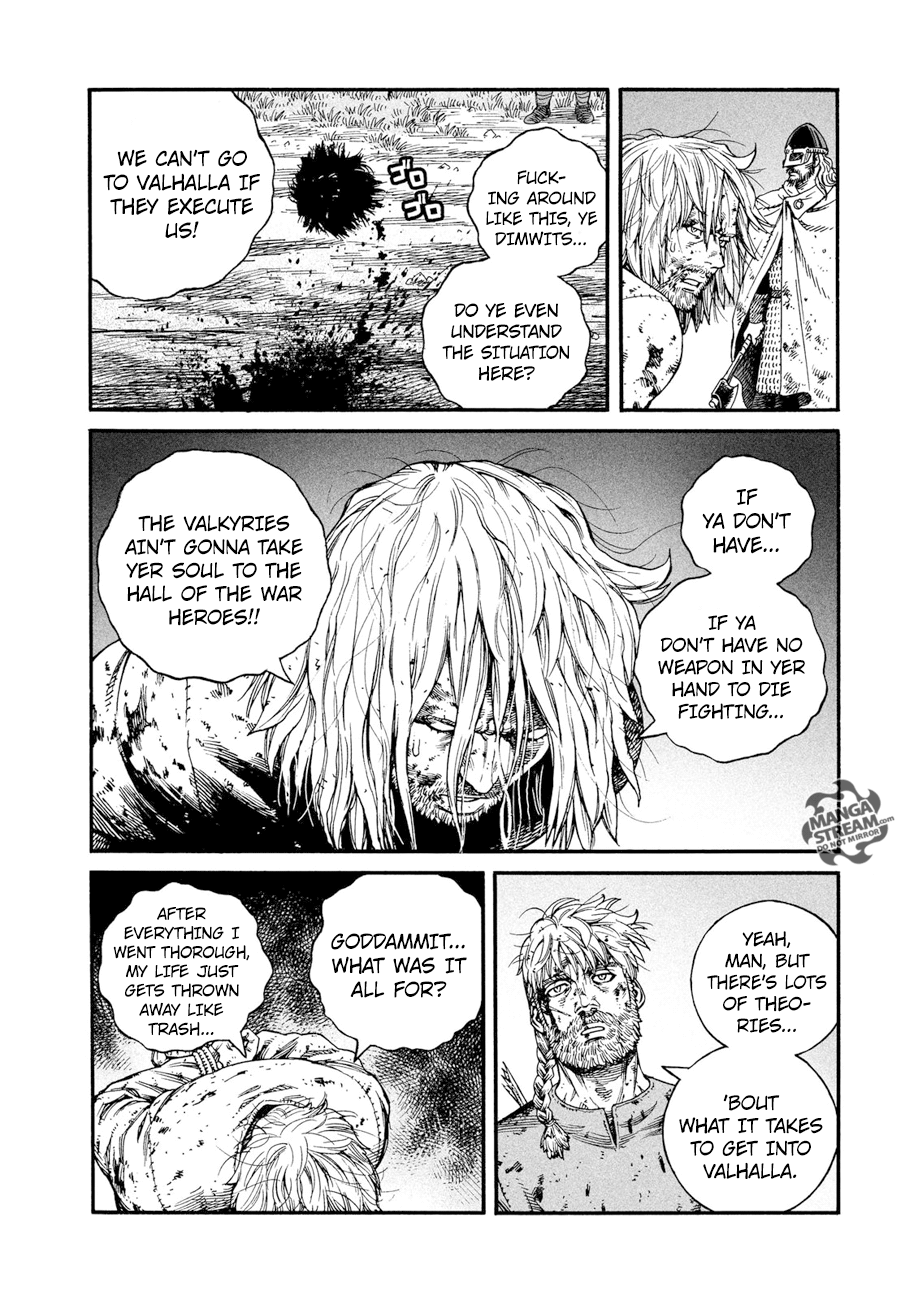 FUCK-
ING AROUND
LIKE THIS, YE
DIMWITS...
DO YE EVEN
UNDERSTAND
THE SITUATION
HERE?
ゴロ
ゴロ
WE CAN'T GO
TO VALHALLA IF
THEY EXECUTE
US!
IF
YA DON'T
HAVE...
IF YA
DON'T HAVE NO
WEAPON IN YER
HAND TO DIE
FIGHTING...
THE VALKYRIES
AIN'T GONNA TAKE
YER SOUL TO THE
HALL OF THE WAR
HEROES!!
MANGA
STREAM.com
DO NOT MIRROR
YEAH,
MAN, BUT
THERE'S LOTS
OF THEO-
RIES...
'BOUT
WHAT IT TAKES
TO GET INTO
VALHALLA.
GODDAMMIT...
WHAT WAS IT
ALL FOR?
AFTER
EVERYTHING I
WENT THOROUGH,
MY LIFE JUST
GETS THROWN
AWAY LIKE
TRASH...